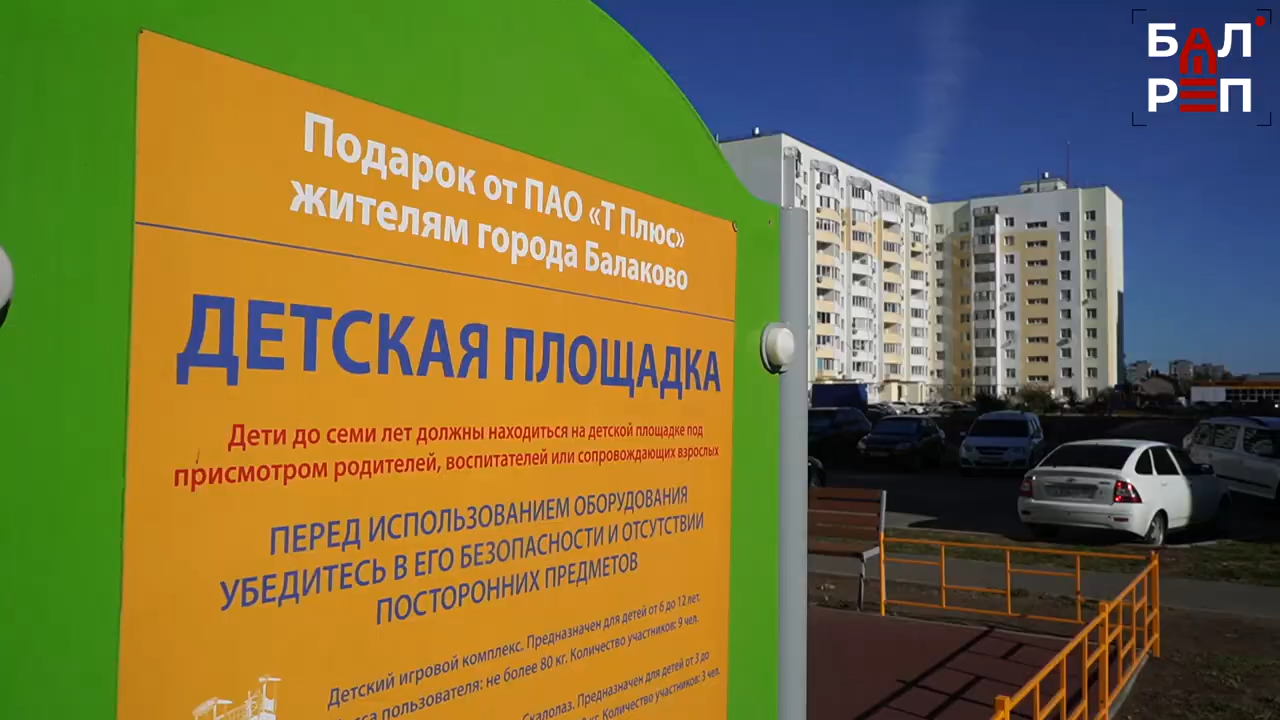 БАЛ
РЕП
Подарок от ПАО «Т Плюс»
жителям города Балаково
ДЕТСКАЯ ПЛОЩАДКА
Дети до семи лет должны находиться на детской площадке под
присмотром родителей, воспитателей или сопровождающих взрослых
ПЕРЕД ИСПОЛЬЗОВАНИЕМ ОБОРУДОВАНИЯ
УБЕДИТЕСЬ В ЕГО БЕЗОПАСНОСТИ И ОТСУТСТВИИ
ПОСТОРОННИХ ПРЕДМЕТОВ
Детский игровой комплекс. Предназначен для детей от 6 до 12 лет.
пользователя: не более 80 кг. Количество участников: 9 чел.
Скалолаз. Предназначен для детей от 3 до
кг. Количество участников: 3 чел.